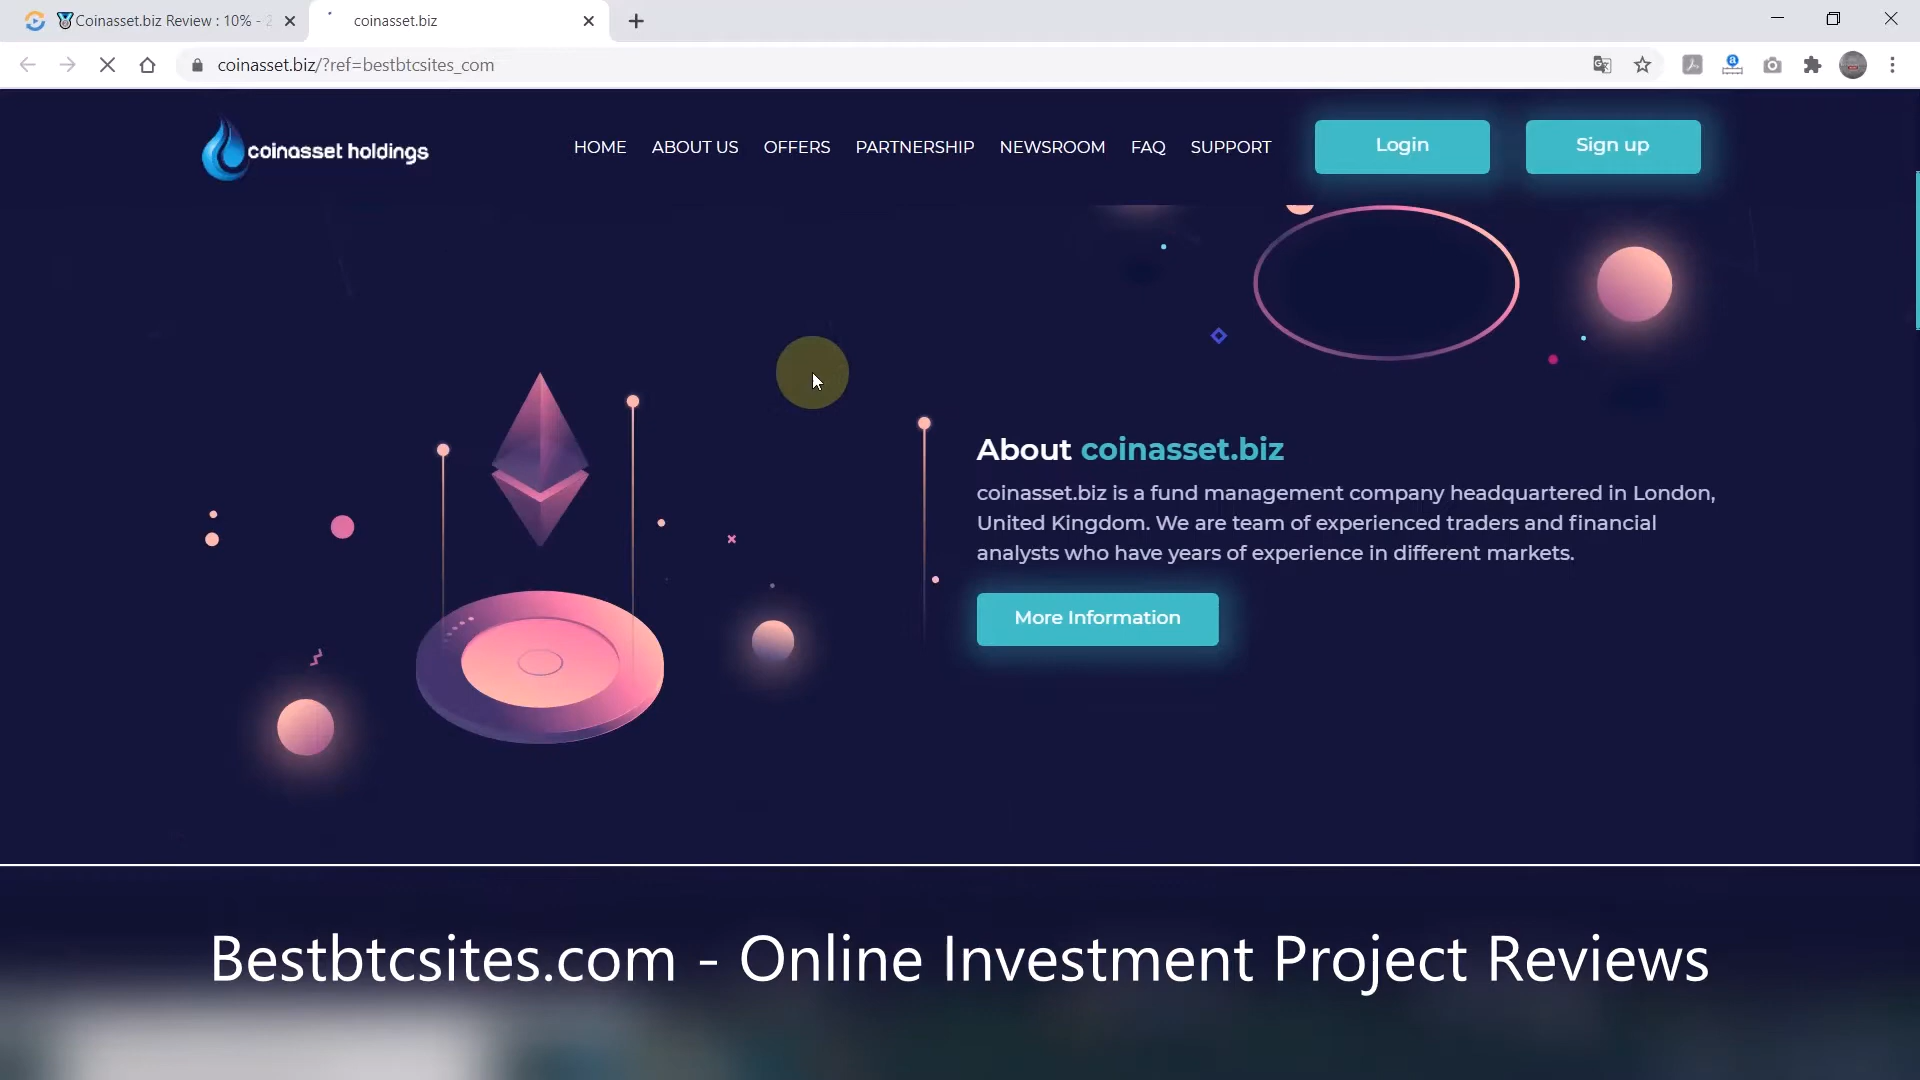 Coinasset.biz Review : 10% - 2
coinasset.biz
coinasset.biz/?ref=bestbtcsites_com
coinasset holdings
HOME ABOUT US OFFERS PARTNERSHIP NEWSROOM FAQ SUPPORT Login Sign up
About coinasset.biz
coinasset.biz is a fund management company headquartered in London,
United Kingdom. We are team of experienced traders and financial
analysts who have years of experience in different markets.
More Information
Bestbtcsites.com - Online Investment Project Reviews